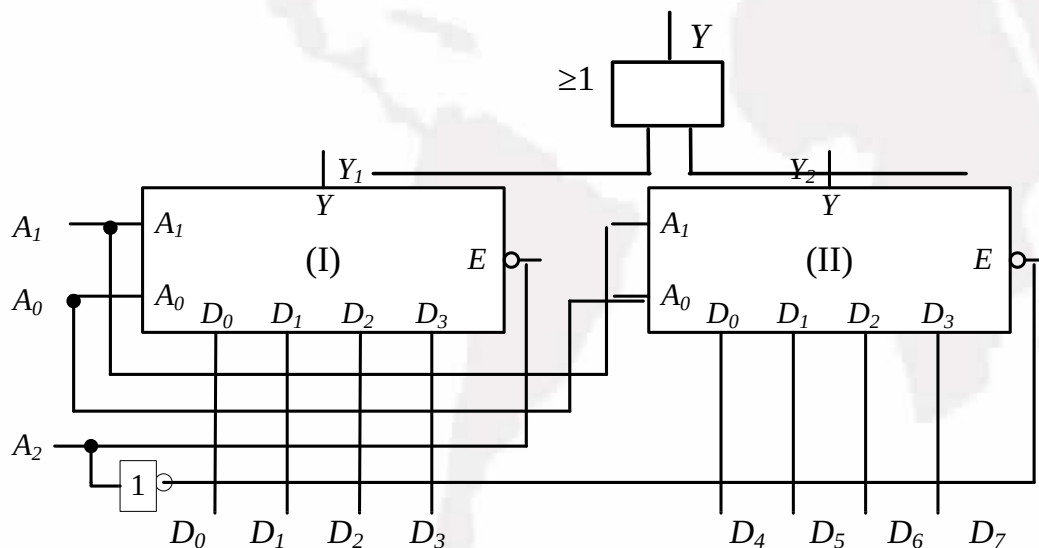 Y
≥1
Y₁ Y₂
Y Y
A₁ A₁ A₁
(I) E (II) E
A₀ A₀ A₀
D₀ D₁ D₂ D₃ D₀ D₁ D₂ D₃
A₂
1
D₀ D₁ D₂ D₃ D₄ D₅ D₆ D₇